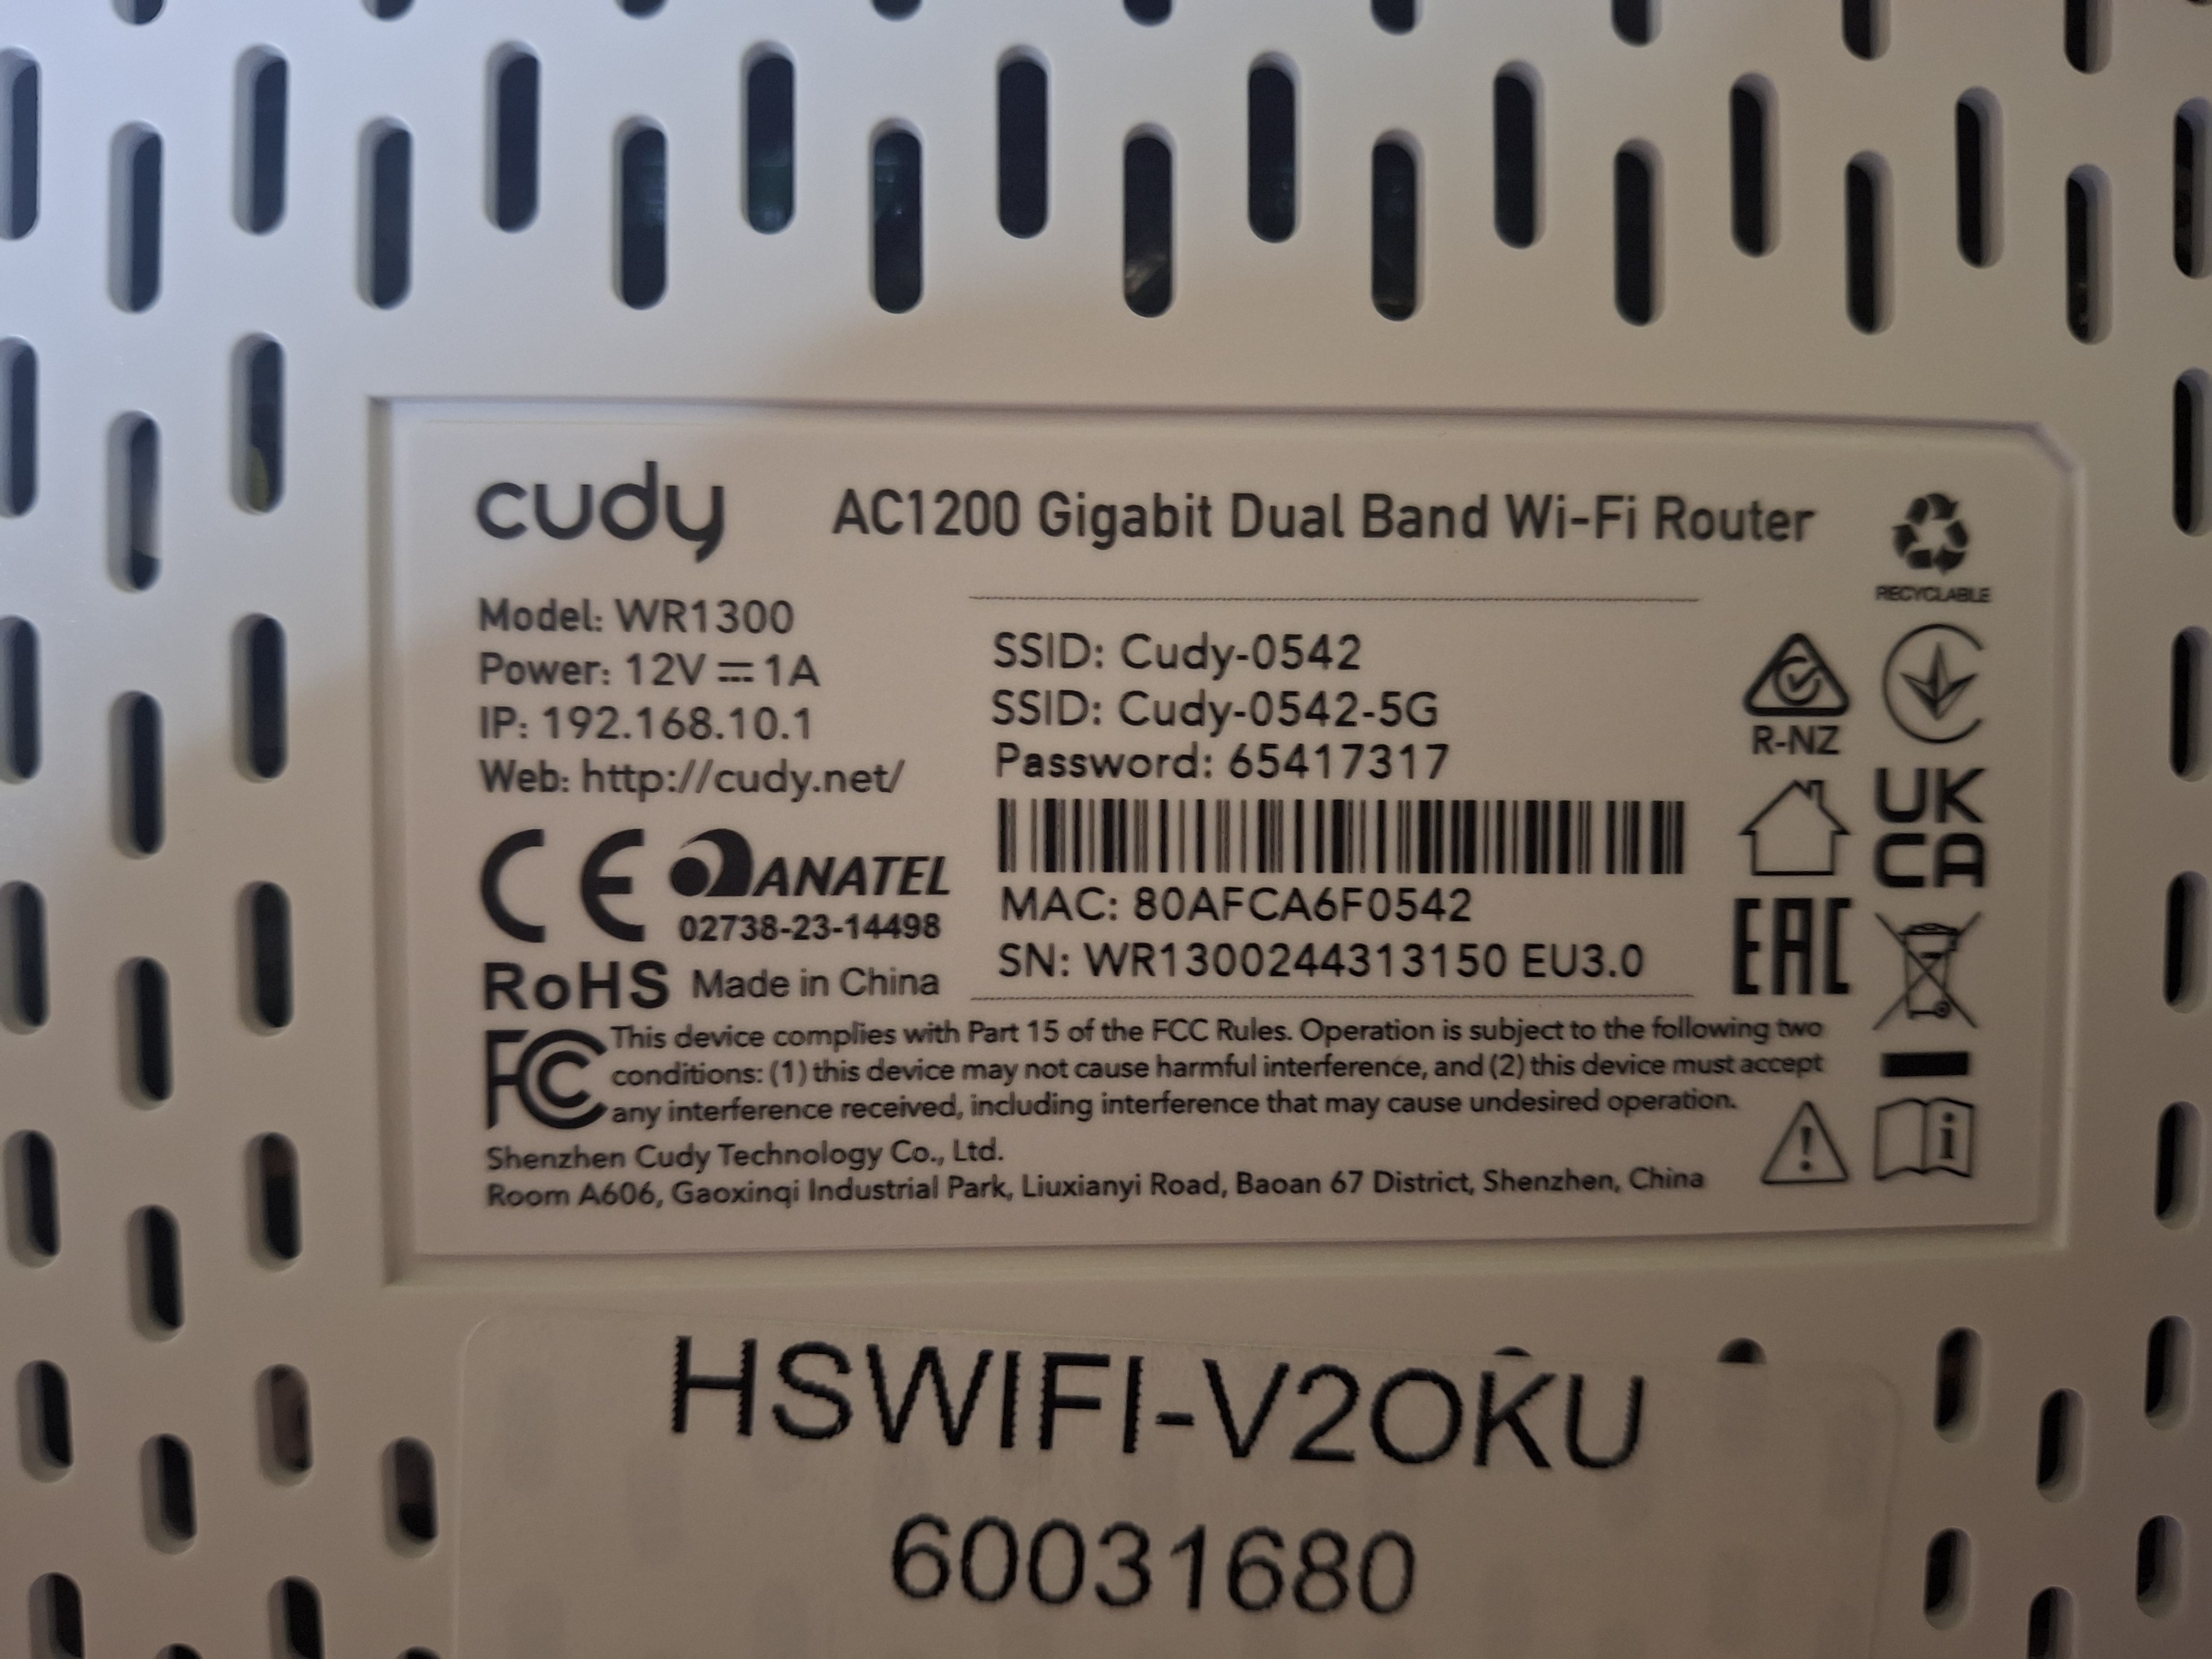 cudy AC1200 Gigabit Dual Band Wi-Fi Router
RECYCLABLE
Model: WR1300
Power: 12V ⎓ 1A
IP: 192.168.10.1
Web: http://cudy.net/
SSID: Cudy-0542
SSID: Cudy-0542-5G
Password: 65417317
MAC: 80AFCA6F0542
SN: WR1300244313150 EU3.0
R-NZ
UK
CA
EAC
CE ANATEL
02738-23-14498
RoHS Made in China
FC This device complies with Part 15 of the FCC Rules. Operation is subject to the following two
conditions: (1) this device may not cause harmful interference, and (2) this device must accept
any interference received, including interference that may cause undesired operation.
Shenzhen Cudy Technology Co., Ltd.
Room A606, Gaoxinqi Industrial Park, Liuxianyi Road, Baoan 67 District, Shenzhen, China
HSWIFI-V2OKU
60031680